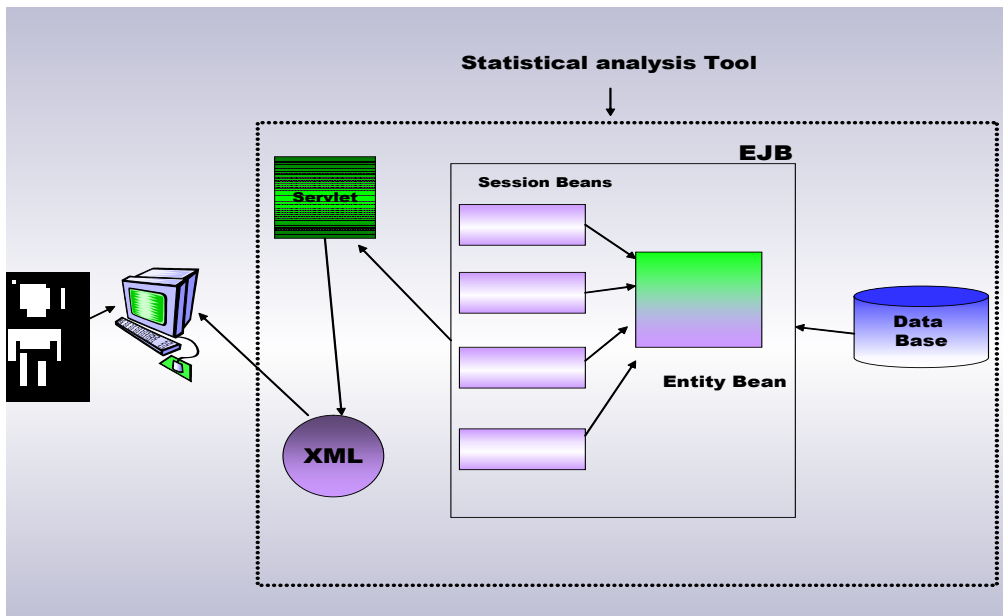 Statistical analysis Tool
EJB
Servlet
Session Beans
Data
Base
Entity Bean
XML